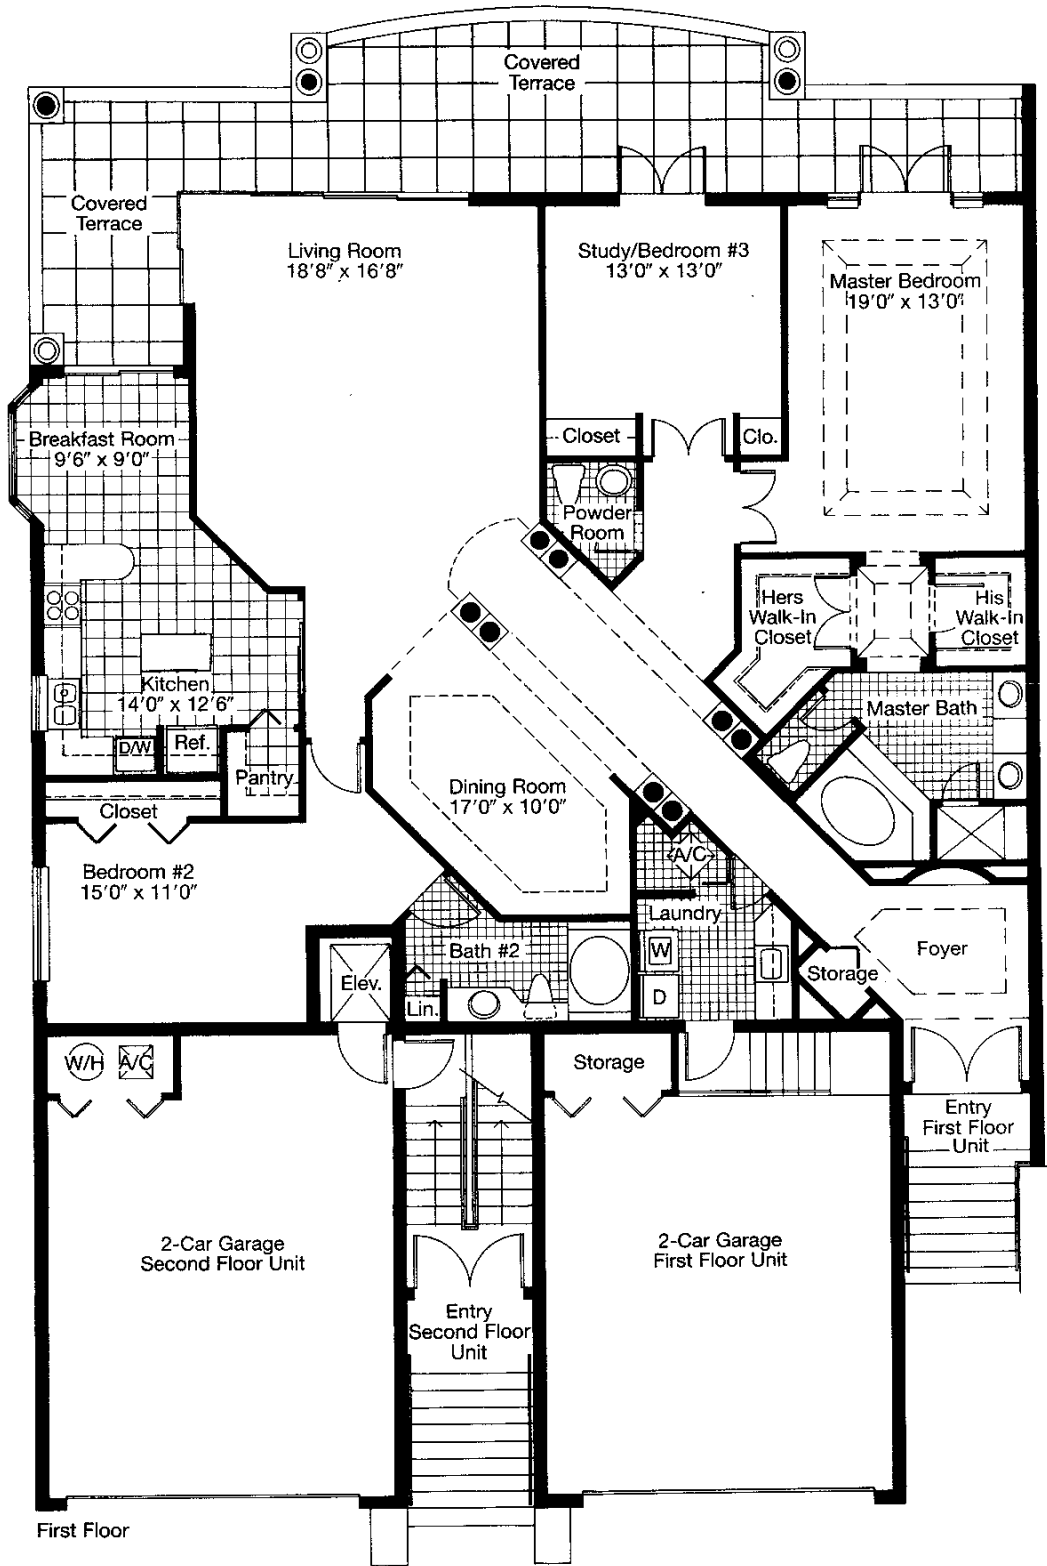 Covered
Terrace
Covered
Terrace
Living Room
18'8" x 16'8"
Study/Bedroom #3
13'0" x 13'0"
Master Bedroom
19'0" x 13'0"
Breakfast Room
9'6" x 9'0"
Closet
Clo.
Powder
Room
Hers
Walk-In
Closet
His
Walk-In
Closet
Kitchen
14'0" x 12'6"
Master Bath
D/W
Ref.
Pantry
Closet
Dining Room
17'0" x 10'0"
Bedroom #2
15'0" x 11'0"
A/C
Laundry
W
D
Bath #2
Lin.
Elev.
Storage
Foyer
W/H
A/C
Storage
Entry
First Floor
Unit
2-Car Garage
Second Floor Unit
2-Car Garage
First Floor Unit
Entry
Second Floor
Unit
First Floor